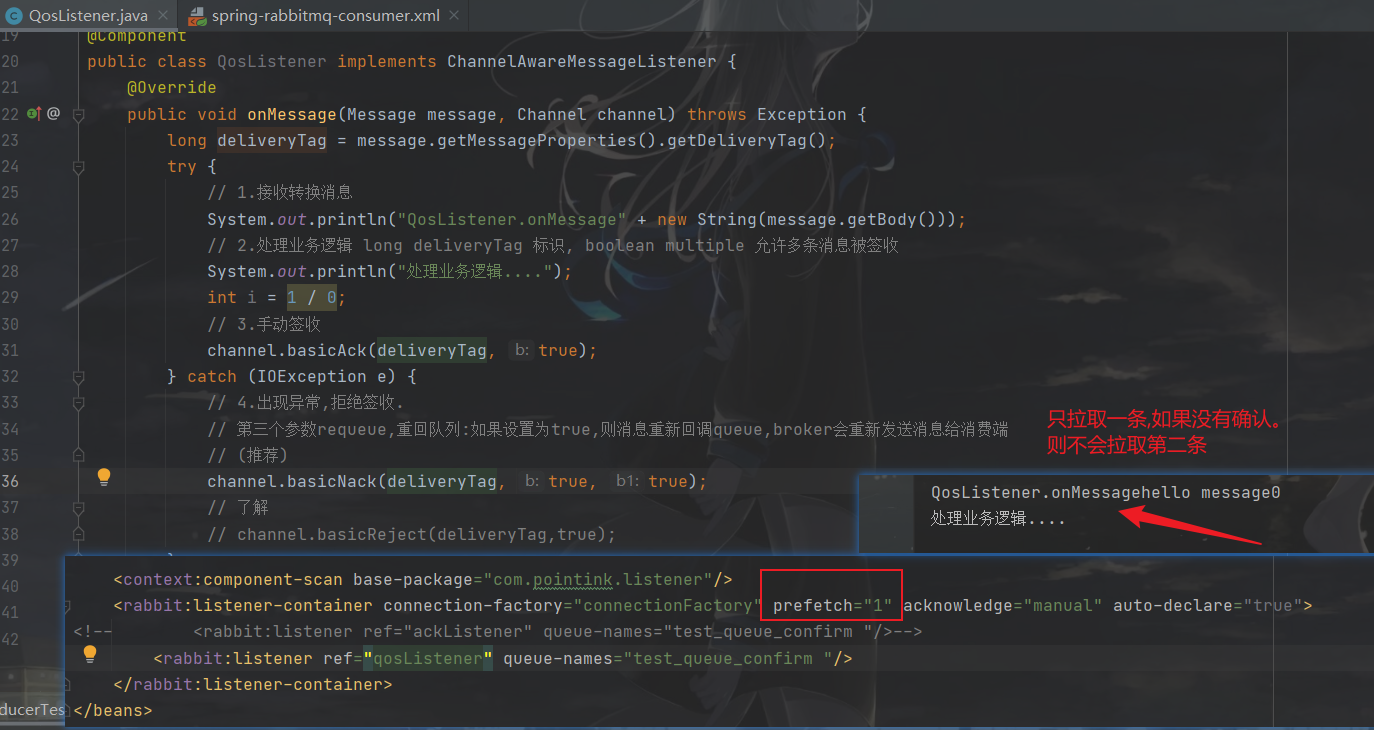 QosListener.java
spring-rabbitmq-consumer.xml
19 @Component
20 public class QosListener implements ChannelAwareMessageListener {
21 @Override
22 public void onMessage(Message message, Channel channel) throws Exception {
23 long deliveryTag = message.getMessageProperties().getDeliveryTag();
24 try {
25 // 1.接收转换消息
26 System.out.println("QosListener.onMessage" + new String(message.getBody()));
27 // 2.处理业务逻辑 long deliveryTag 标识, boolean multiple 允许多条消息被签收
28 System.out.println("处理业务逻辑....");
29 int i = 1 / 0;
30 // 3.手动签收
31 channel.basicAck(deliveryTag, b: true);
32 } catch (IOException e) {
33 // 4.出现异常,拒绝签收.
34 // 第三个参数requeue,重回队列:如果设置为true,则消息重新回调queue,broker会重新发送消息给消费端
35 // (推荐)
36 channel.basicNack(deliveryTag, b: true, b1: true);
37 // 了解
38 // channel.basicReject(deliveryTag,true);
39
只拉取一条,如果没有确认。
则不会拉取第二条
QosListener.onMessagehello message0
处理业务逻辑....
40 <context:component-scan base-package="com.pointink.listener"/>
41 <rabbit:listener-container connection-factory="connectionFactory" prefetch="1" acknowledge="manual" auto-declare="true">
42 <!-- <rabbit:listener ref="ackListener" queue-names="test_queue_confirm "/>-->
<rabbit:listener ref="qosListener" queue-names="test_queue_confirm "/>
</rabbit:listener-container>
ducerTes </beans>